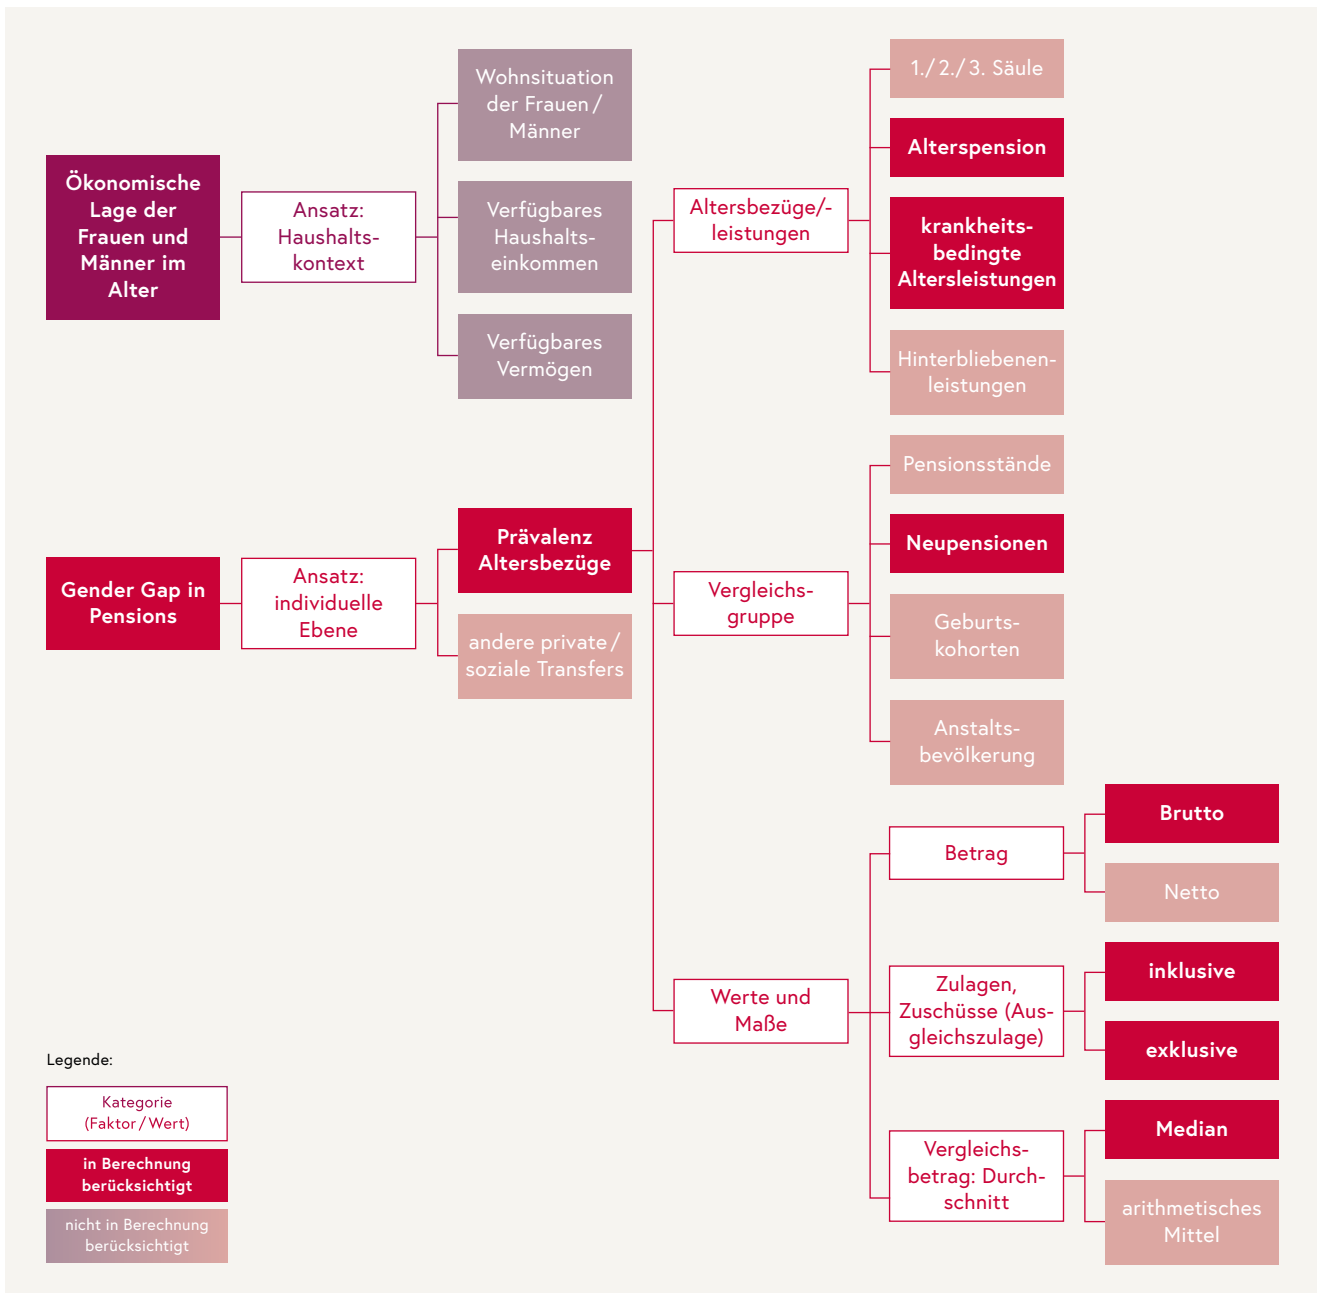 Ökonomische
Lage der
Frauen und
Männer im
Alter
Ansatz:
Haushalts-
kontext
Wohnsituation
der Frauen /
Männer
Verfügbares
Haushalts-
einkommen
Verfügbares
Vermögen
Gender Gap in
Pensions
Ansatz:
individuelle
Ebene
Prävalenz
Altersbezüge
andere private /
soziale Transfers
Altersbezüge/-
leistungen
1./ 2./ 3. Säule
Alterspension
krankheits-
bedingte
Altersleistungen
Hinterbliebenen-
leistungen
Vergleichs-
gruppe
Pensionsstände
Neupensionen
Geburts-
kohorten
Anstalts-
bevölkerung
Werte und
Maße
Betrag
Brutto
Netto
Zulagen,
Zuschüsse (Aus-
gleichszulage)
inklusive
exklusive
Vergleichs-
betrag: Durch-
schnitt
Median
arithmetisches
Mittel
Legende:
Kategorie
(Faktor / Wert)
in Berechnung
berücksichtigt
nicht in Berechnung
berücksichtigt